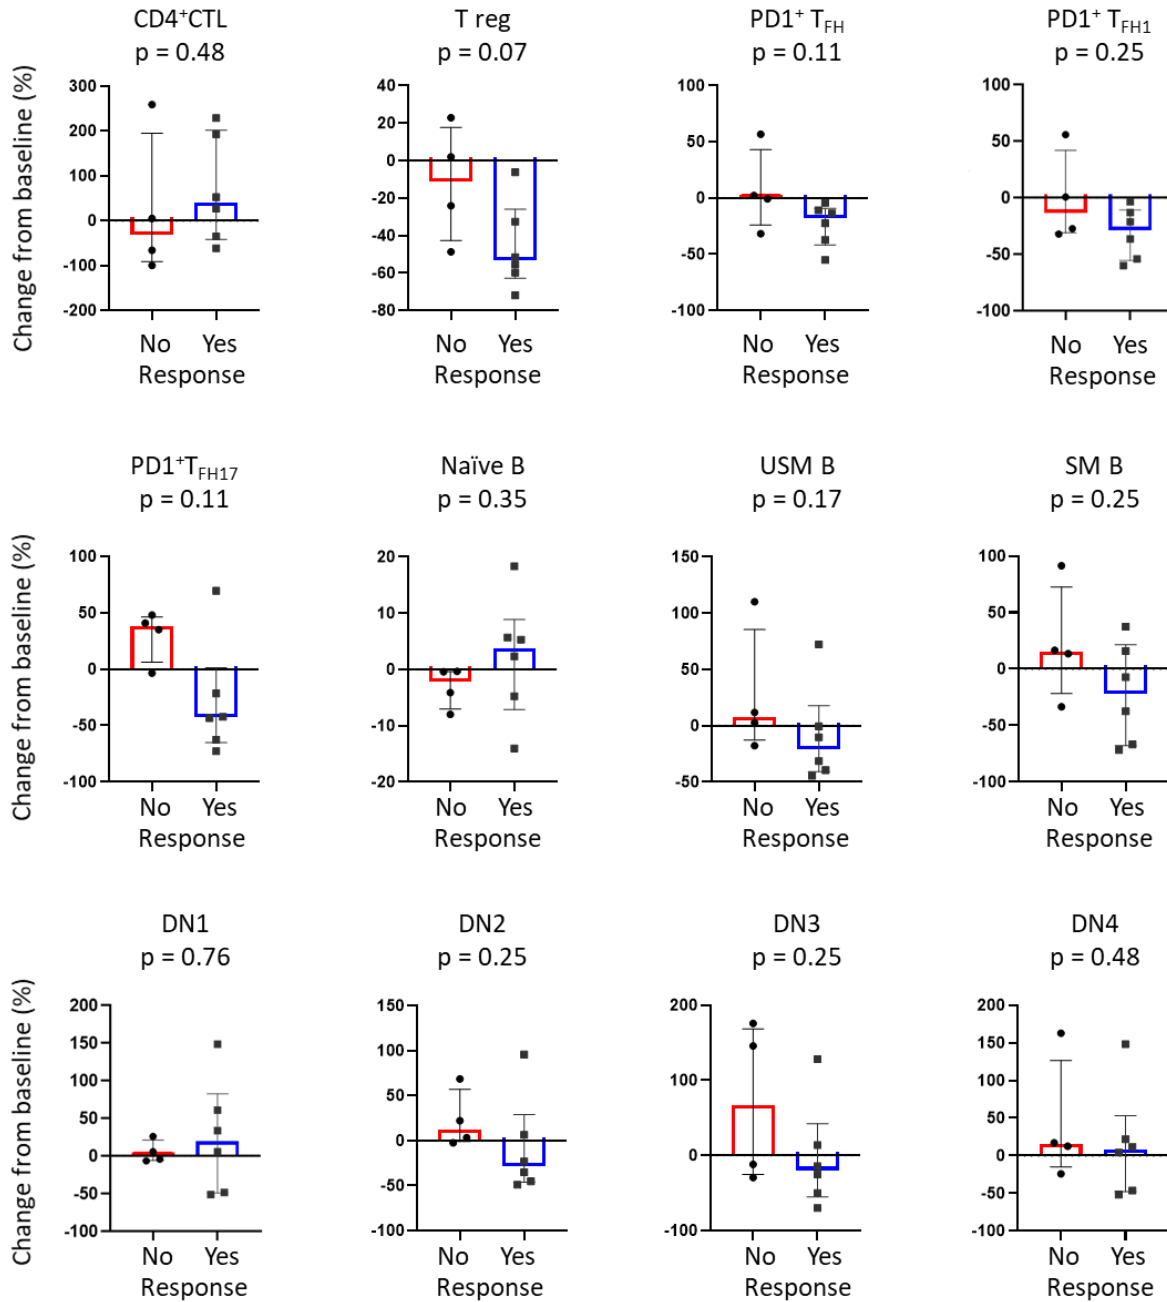 CD4⁺CTL
p = 0.48
T reg
p = 0.07
PD1⁺ T_FH
p = 0.11
PD1⁺ T_FH1
p = 0.25
Change from baseline (%)
300
200
100
0
-100
-200
No Yes
Response
40
20
0
-20
-40
-60
-80
No Yes
Response
100
50
0
-50
-100
No Yes
Response
100
50
0
-50
-100
No Yes
Response
PD1⁺T_FH17
p = 0.11
Naïve B
p = 0.35
USM B
p = 0.17
SM B
p = 0.25
Change from baseline (%)
100
50
0
-50
-100
No Yes
Response
20
10
0
-10
-20
No Yes
Response
150
100
50
0
-50
No Yes
Response
100
50
0
-50
-100
No Yes
Response
DN1
p = 0.76
DN2
p = 0.25
DN3
p = 0.25
DN4
p = 0.48
Change from baseline (%)
200
150
100
50
0
-50
-100
No Yes
Response
150
100
50
0
-50
-100
No Yes
Response
200
100
0
-100
No Yes
Response
200
150
100
50
0
-50
-100
No Yes
Response